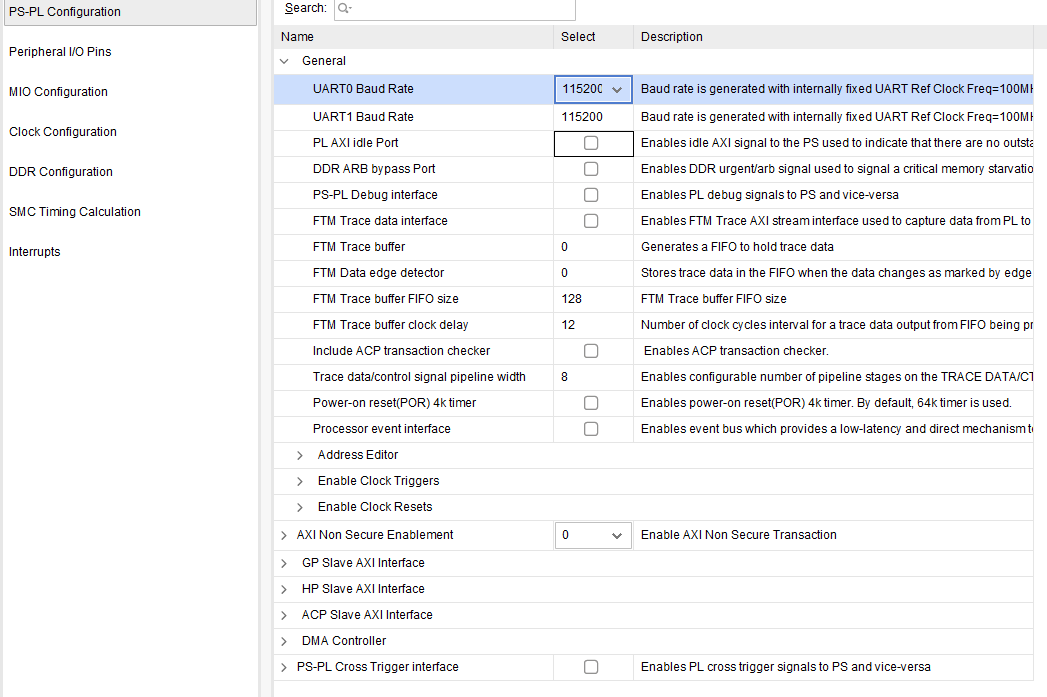 PS-PL Configuration
Peripheral I/O Pins
MIO Configuration
Clock Configuration
DDR Configuration
SMC Timing Calculation
Interrupts
Search:
Name Select Description
General
UART0 Baud Rate 115200 Baud rate is generated with internally fixed UART Ref Clock Freq=100MH
UART1 Baud Rate 115200 Baud rate is generated with internally fixed UART Ref Clock Freq=100MH
PL AXI idle Port Enables idle AXI signal to the PS used to indicate that there are no outsta
DDR ARB bypass Port Enables DDR urgent/arb signal used to signal a critical memory starvatio
PS-PL Debug interface Enables PL debug signals to PS and vice-versa
FTM Trace data interface Enables FTM Trace AXI stream interface used to capture data from PL to
FTM Trace buffer 0 Generates a FIFO to hold trace data
FTM Data edge detector 0 Stores trace data in the FIFO when the data changes as marked by edge
FTM Trace buffer FIFO size 128 FTM Trace buffer FIFO size
FTM Trace buffer clock delay 12 Number of clock cycles interval for a trace data output from FIFO being pr
Include ACP transaction checker Enables ACP transaction checker.
Trace data/control signal pipeline width 8 Enables configurable number of pipeline stages on the TRACE DATA/CT
Power-on reset(POR) 4k timer Enables power-on reset(POR) 4k timer. By default, 64k timer is used.
Processor event interface Enables event bus which provides a low-latency and direct mechanism to
Address Editor
Enable Clock Triggers
Enable Clock Resets
AXI Non Secure Enablement 0 Enable AXI Non Secure Transaction
GP Slave AXI Interface
HP Slave AXI Interface
ACP Slave AXI Interface
DMA Controller
PS-PL Cross Trigger interface Enables PL cross trigger signals to PS and vice-versa